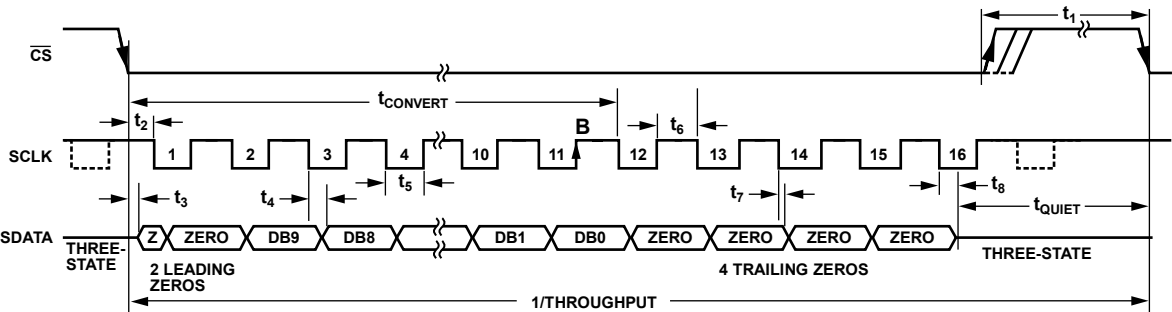 t1
CS
tCONVERT
t2
B
t6
SCLK
1 2 3 4 10 11 12 13 14 15 16
t3
t4
t5
t7
t8
tQUIET
SDATA
Z ZERO DB9 DB8 DB1 DB0 ZERO ZERO ZERO ZERO
THREE-
STATE
THREE-STATE
2 LEADING
ZEROS
4 TRAILING ZEROS
1/THROUGHPUT